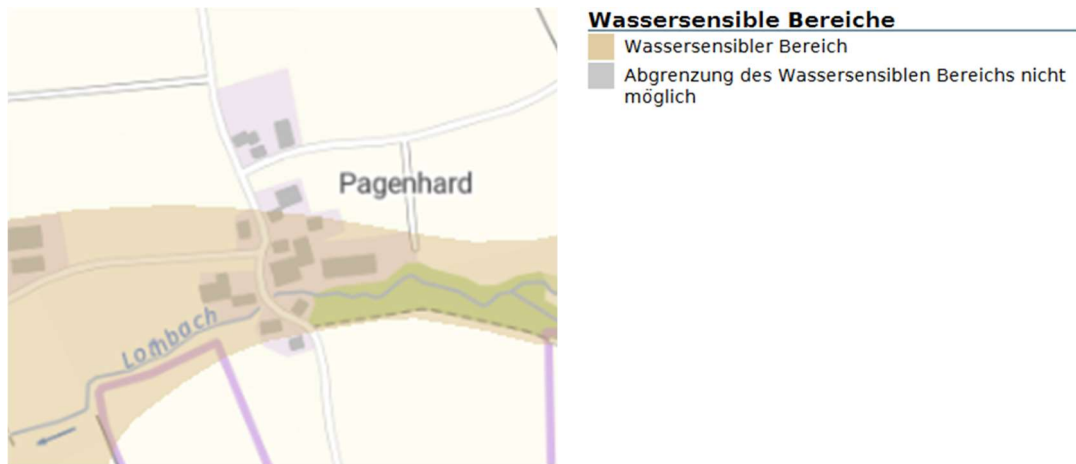 Wassersensible Bereiche
Wassersensibler Bereich
Abgrenzung des Wassersensiblen Bereichs nicht
möglich
Pagenhard
Lombach